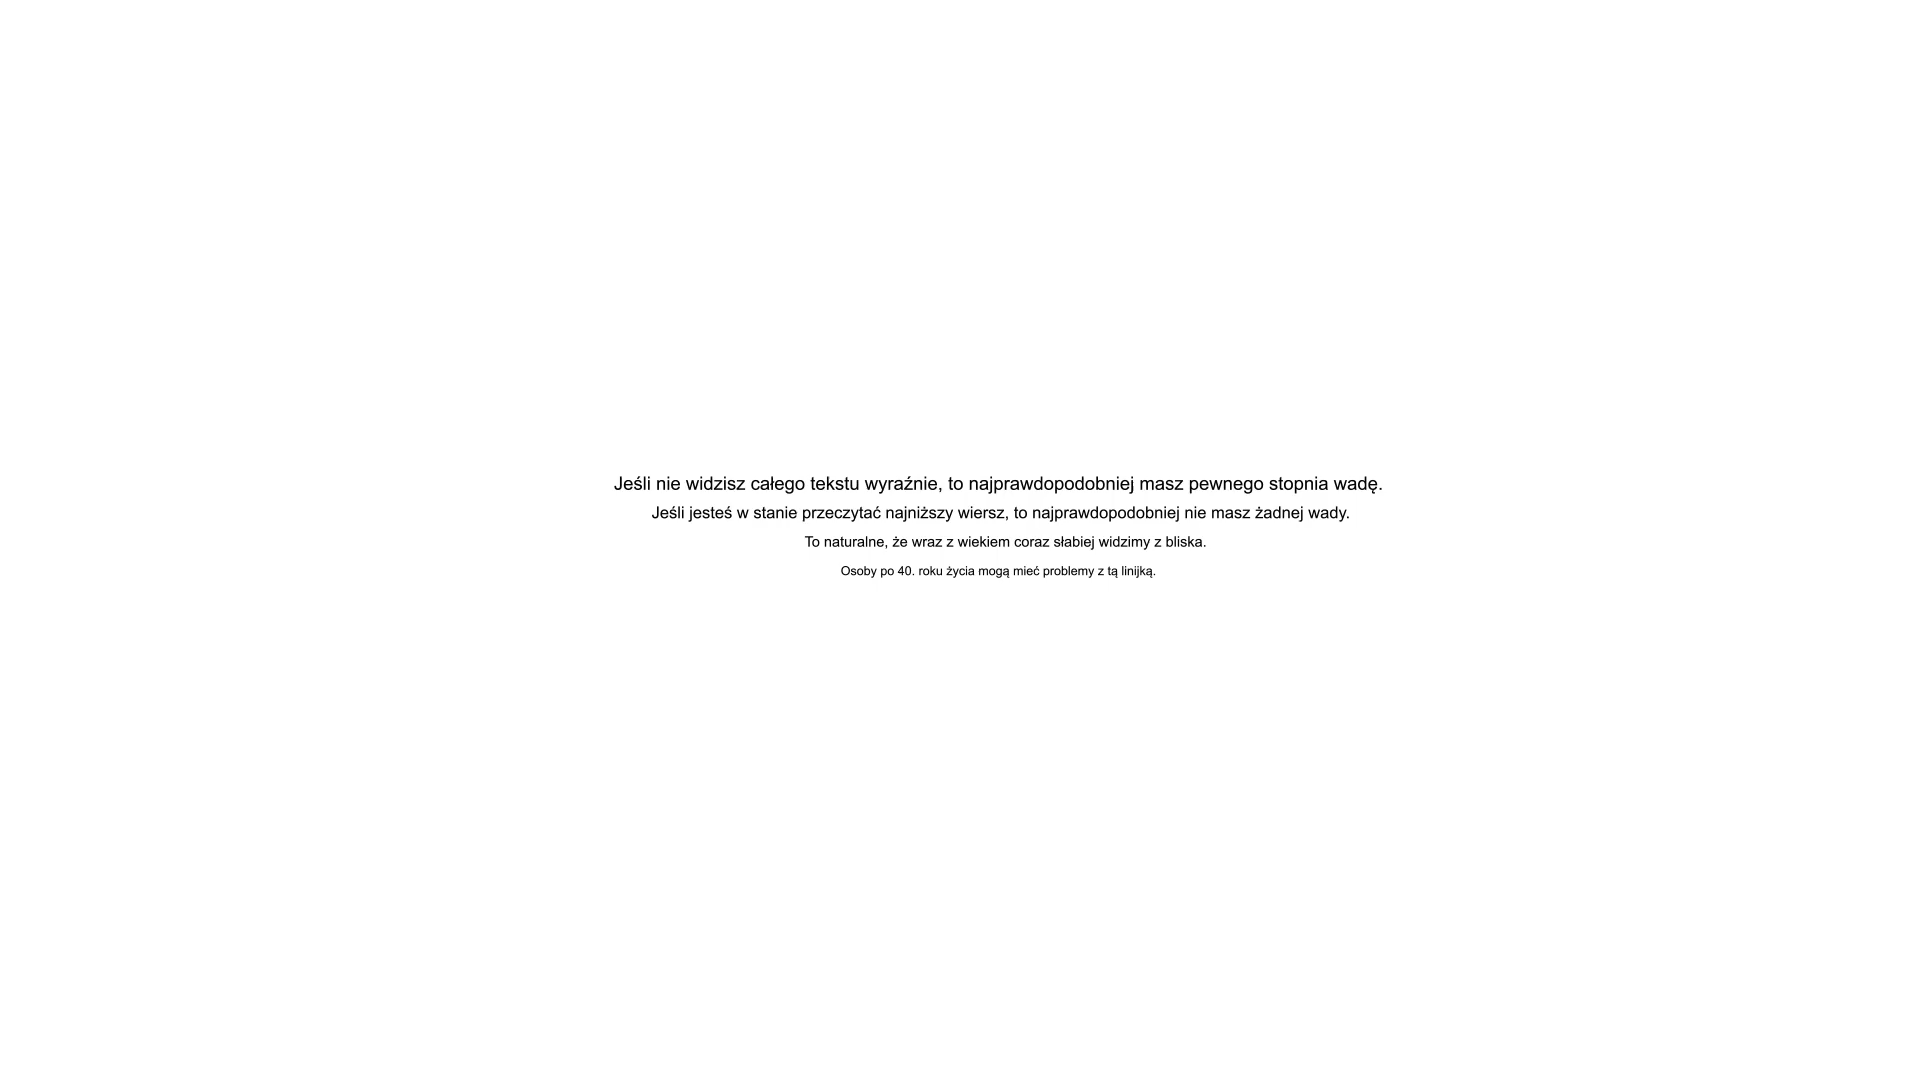 Jeśli nie widzisz całego tekstu wyraźnie, to najprawdopodobniej masz pewnego stopnia wadę.
Jeśli jesteś w stanie przeczytać najniższy wiersz, to najprawdopodobniej nie masz żadnej wady.
To naturalne, że wraz z wiekiem coraz słabiej widzimy z bliska.
Osoby po 40. roku życia mogą mieć problemy z tą linijką.